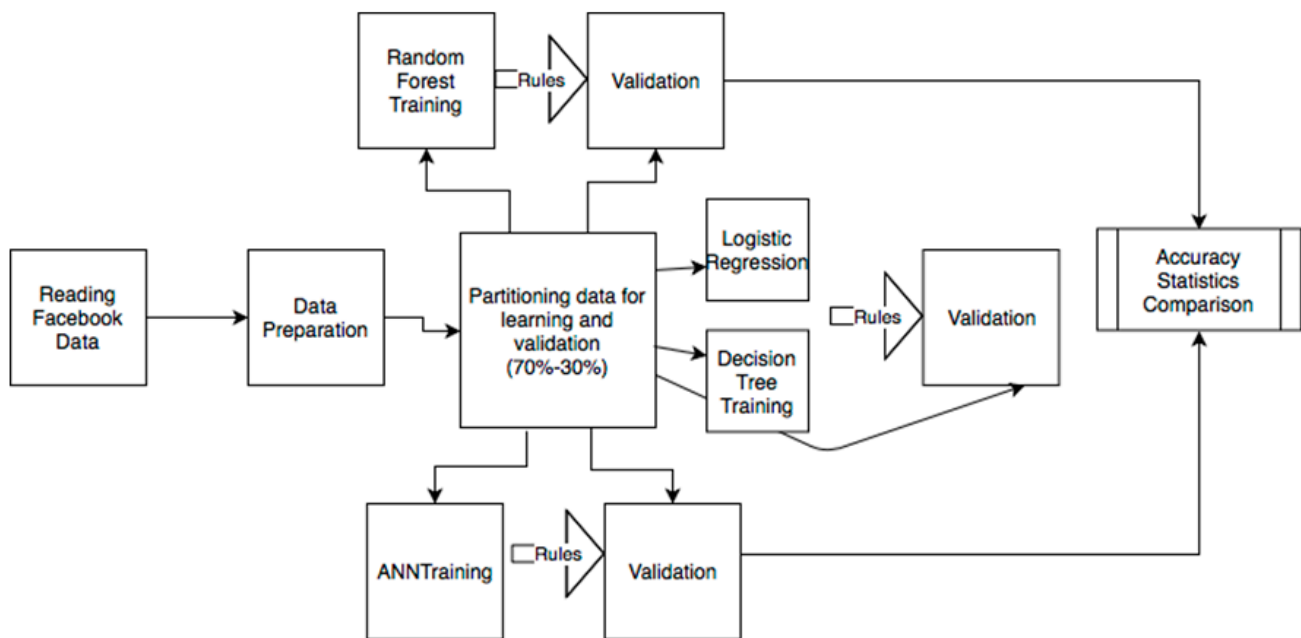 Random
Forest
Training
Rules
Validation
Reading
Facebook
Data
Data
Preparation
Partitioning data for
learning and
validation
(70%-30%)
Logistic
Regression
Decision
Tree
Training
Rules
Validation
Accuracy
Statistics
Comparison
ANNTraining
Rules
Validation